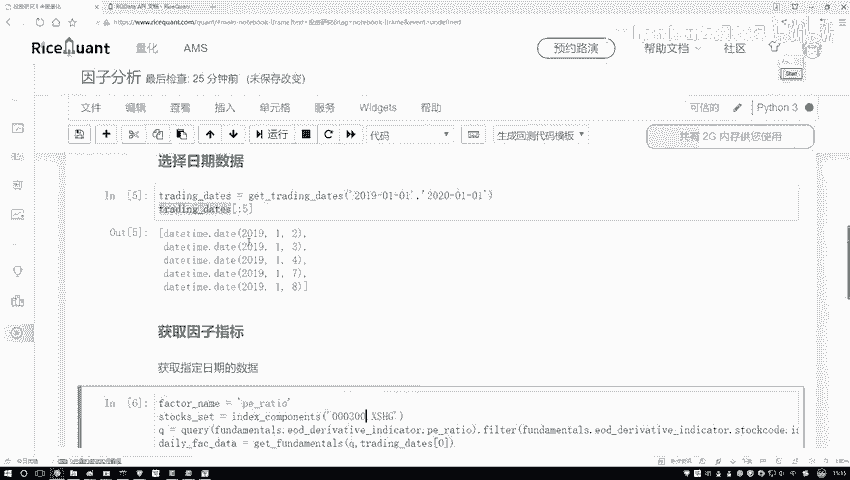 https://www.ricequant.com/quant
RiceQuant 量化 AMS 预约路演 帮助文档 社区
因子分析 最后检查: 25 分钟前 (未保存改变)
文件 编辑 查看 插入 单元格 服务 Widgets 帮助 可信的 Python 3
运行 代码 生成回测代码模板 共有 2G 内存供您使用
选择日期数据
In [5]: trading_dates = get_trading_dates('2019-01-01','2020-01-01')
trading_dates[:5]
Out[5]: [datetime.date(2019, 1, 2),
datetime.date(2019, 1, 3),
datetime.date(2019, 1, 4),
datetime.date(2019, 1, 7),
datetime.date(2019, 1, 8)]
获取因子指标
获取指定日期的数据
In [6]: factor_name = 'pe_ratio'
stocks_set = index_components("000300.XSHG")
q = query(fundamentals.eod_derivative_indicator.pe_ratio).filter(fundamentals.eod_derivative_indicator.stockcode.i
daily_fac_data = get_fundamentals(q,trading_dates[0])